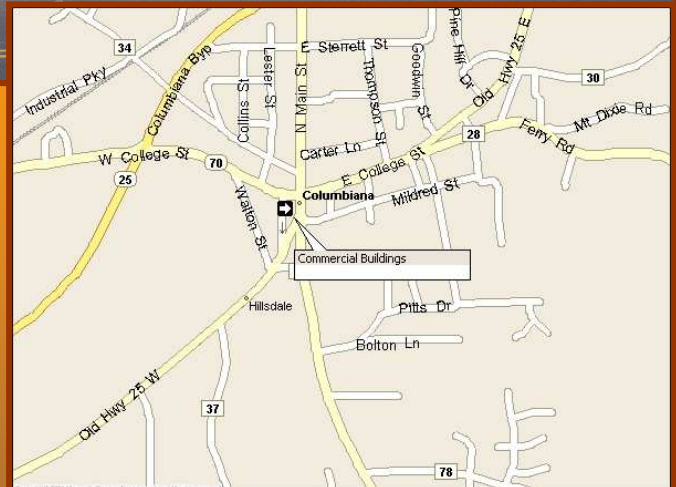 34
E Sterrett St
Industrial Pky
Columbiana Byp
Lester St
Collins St
N Main St
Thompson St
Goodwin St
Pine Hill Dr
Old Hwy 25 E
30
Mt Dixie Rd
28
Ferry Rd
W College St
70
25
Carter Ln
E College St
Walton St
Columbiana
Mildred St
Commercial Buildings
Hillsdale
Pitts Dr
Bolton Ln
Old Hwy 25 W
37
78